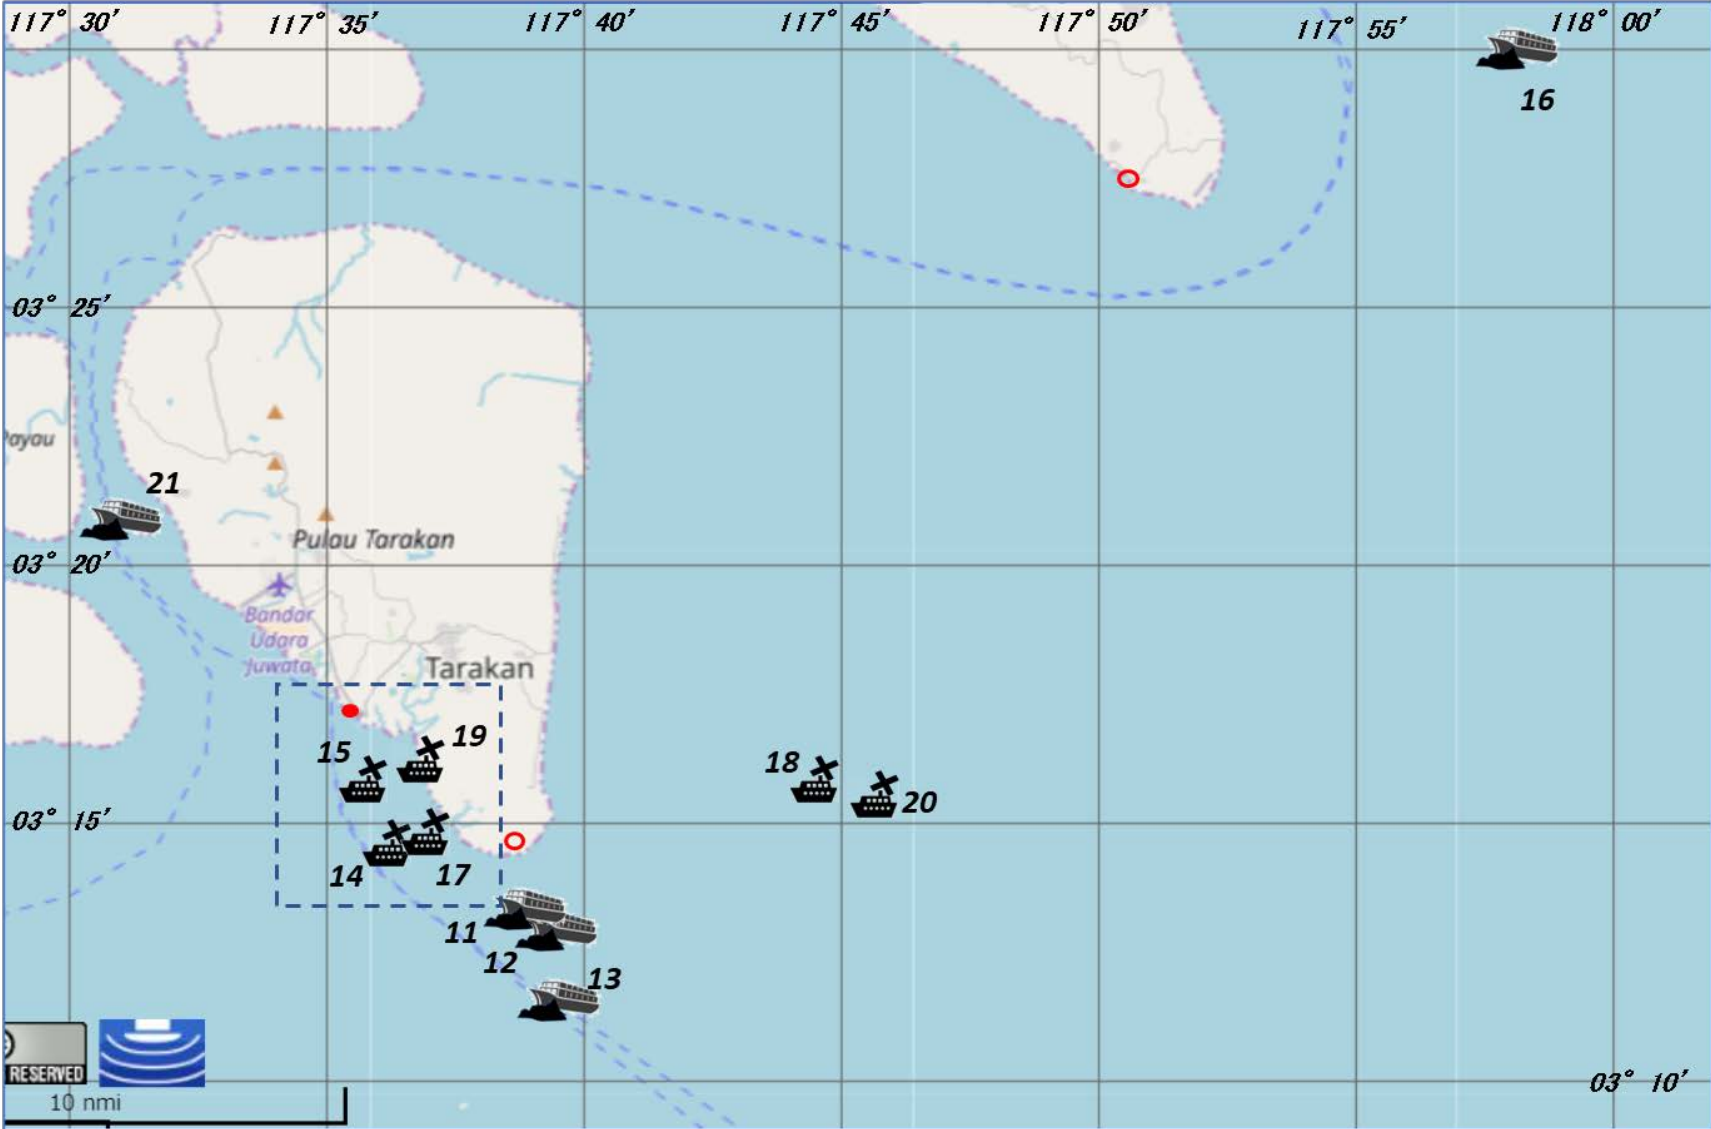 117° 30′ 117° 35′ 117° 40′ 117° 45′ 117° 50′ 117° 55′ 118° 00′
16
03° 25′
21
03° 20′
Pulau Tarakan
Bandar
Udara
Juwata
Tarakan
15 19
18 20
03° 15′
14 17
11
12
13
RESERVED
03° 10′
10 nmi